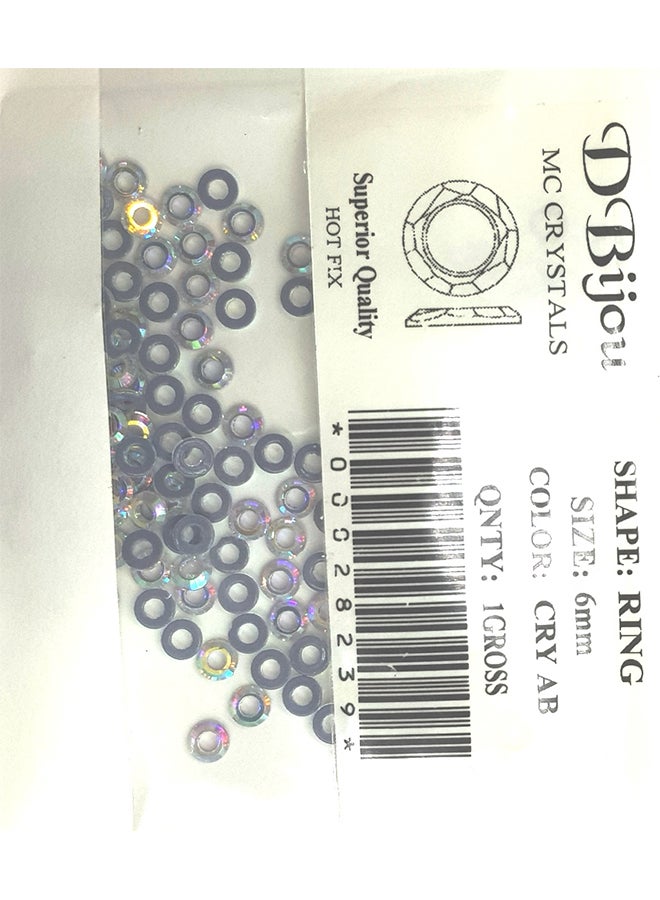 DBijou
MC CRYSTALS
Superior Quality
HOT FIX
SHAPE: RING
SIZE: 6mm
COLOR: CRY AB
QNTY: 1GROSS
*00028239*